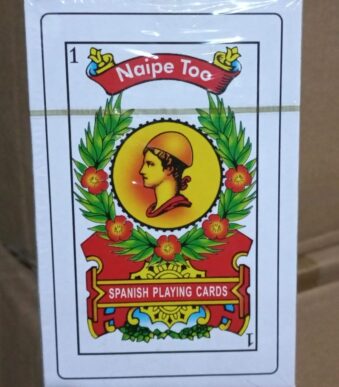 1
Naipe Too
SPANISH PLAYING CARDS
1